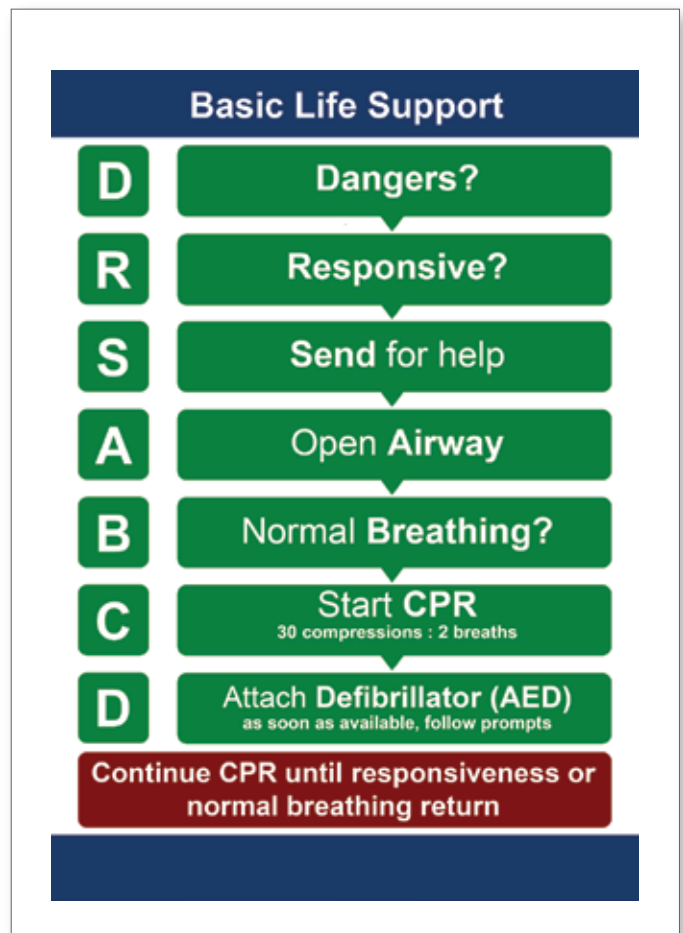 Basic Life Support
D
Dangers?
R
Responsive?
S
Send for help
A
Open Airway
B
Normal Breathing?
C
Start CPR
30 compressions : 2 breaths
D
Attach Defibrillator (AED)
as soon as available, follow prompts
Continue CPR until responsiveness or
normal breathing return